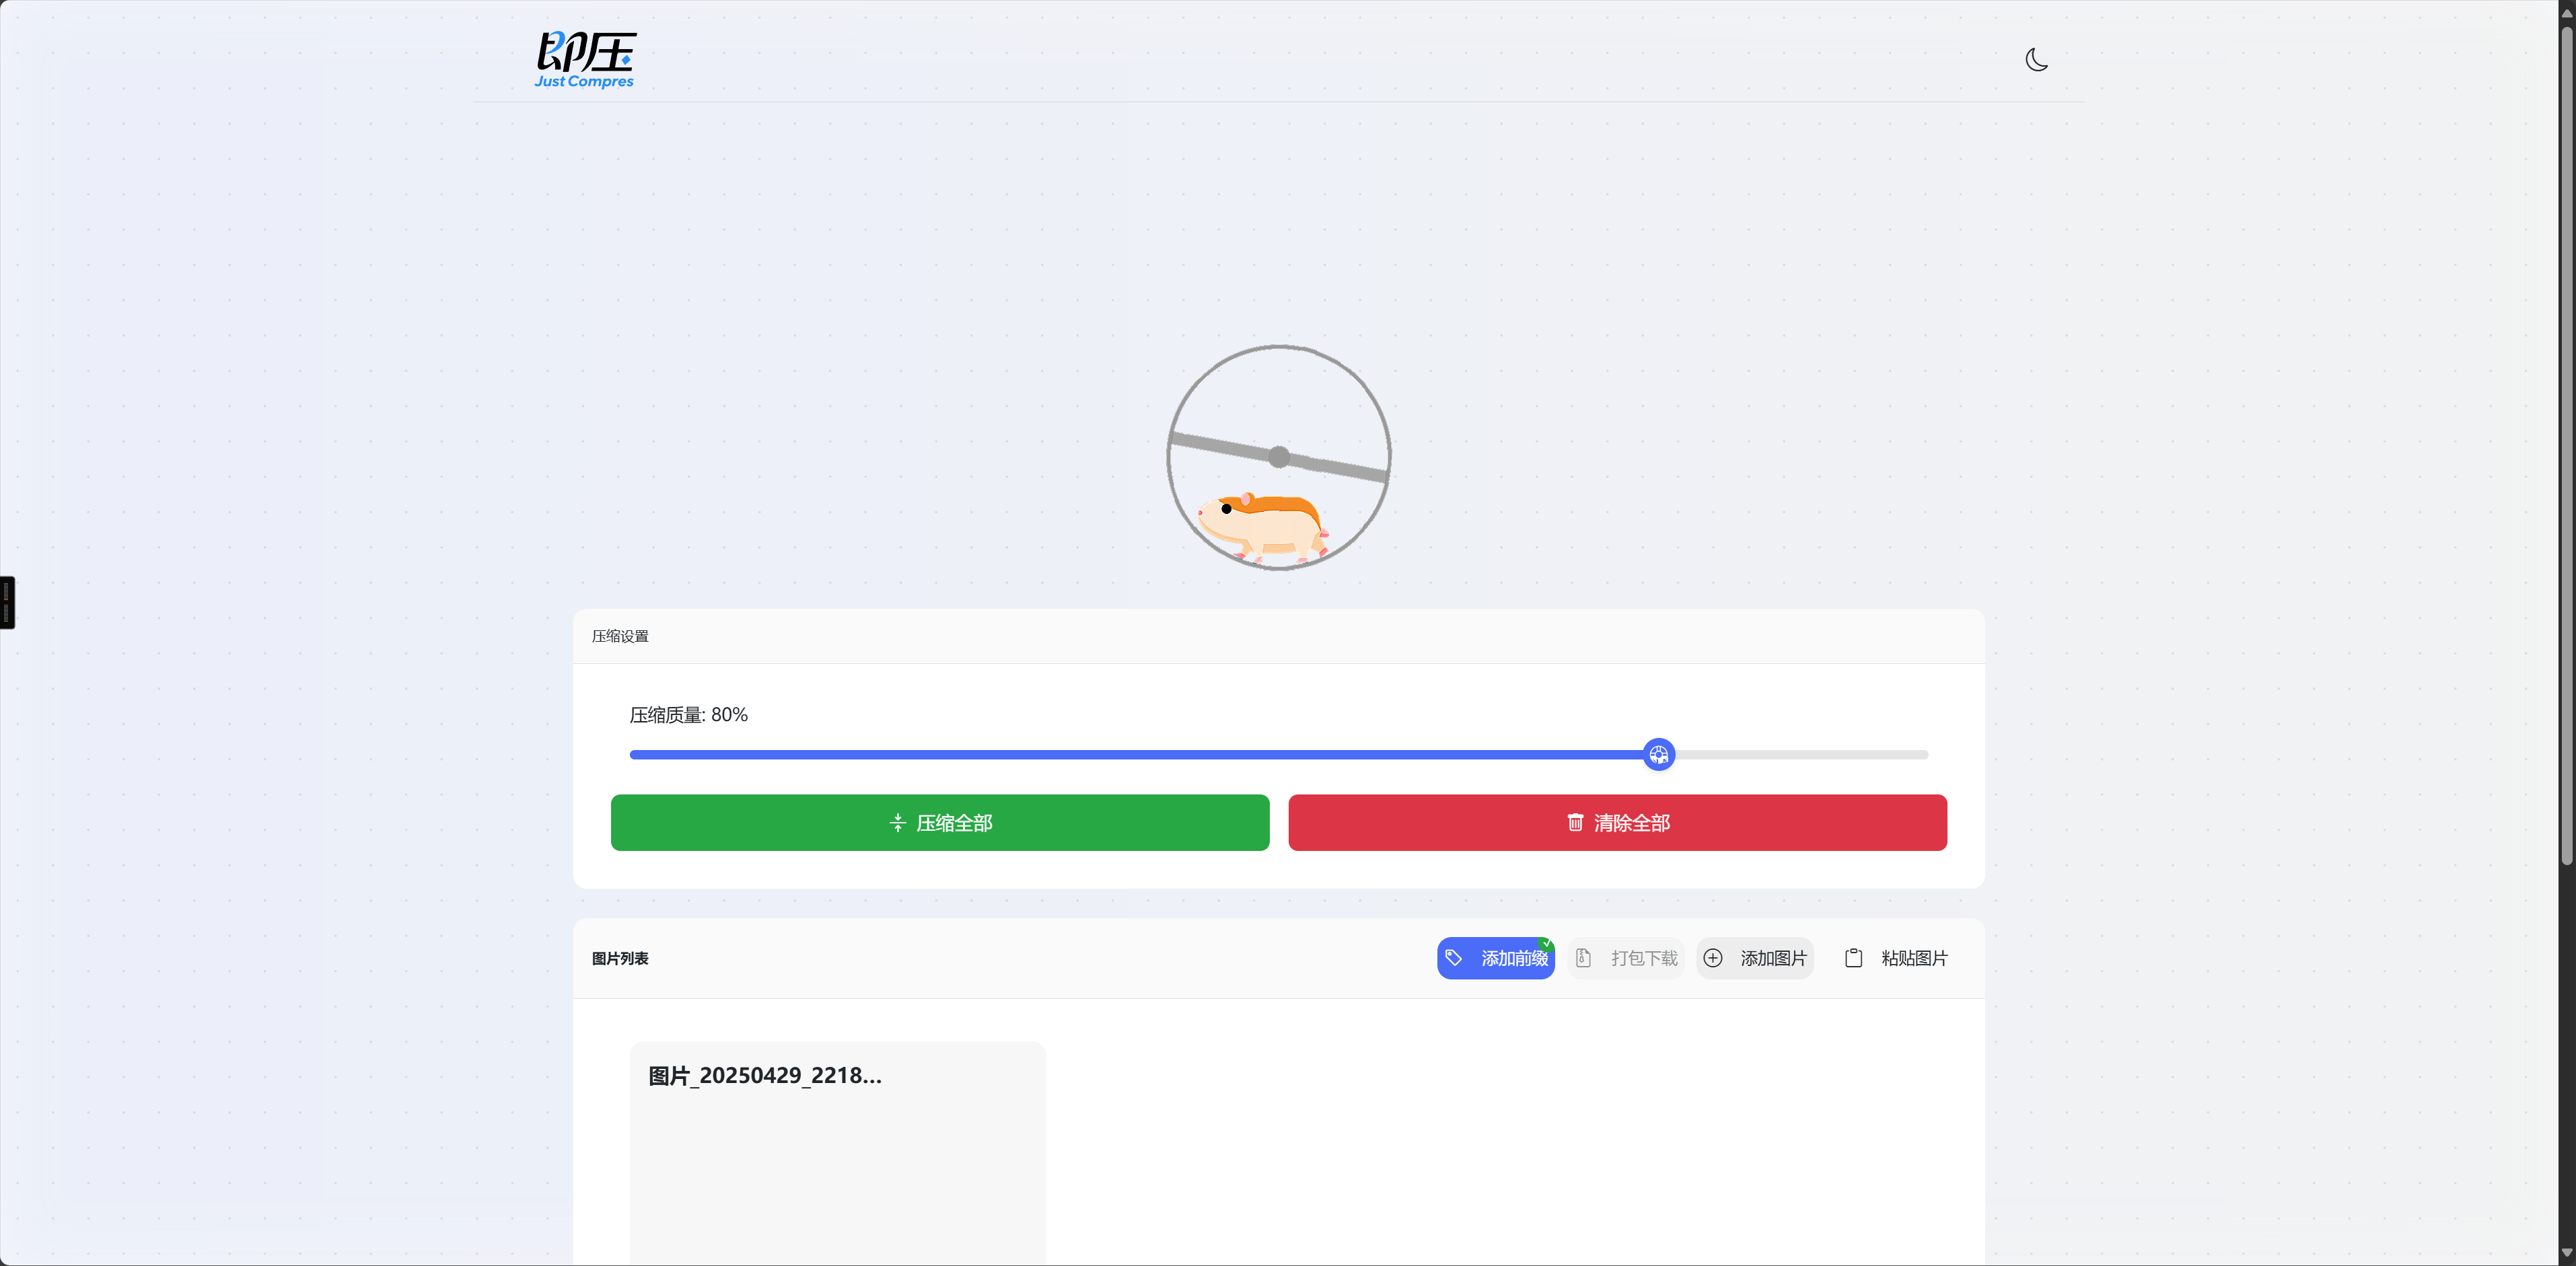 即压
Just Compres
压缩设置
压缩质量: 80%
压缩全部
清除全部
图片列表
添加前缀
打包下载
添加图片
粘贴图片
图片_20250429_2218...